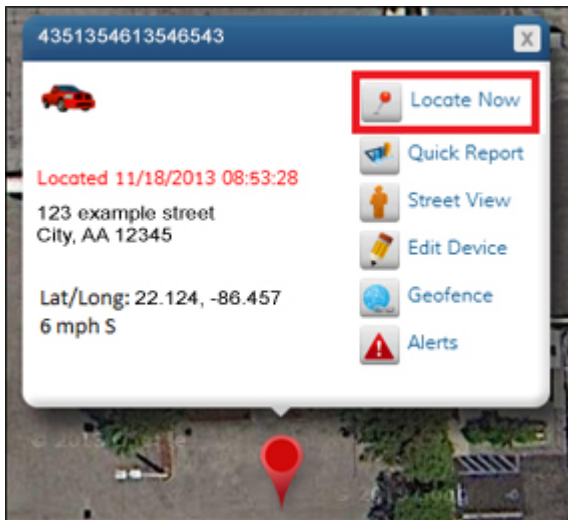 4351354613546543
X
Locate Now
Quick Report
Located 11/18/2013 08:53:28
Street View
123 example street
City, AA 12345
Edit Device
Lat/Long: 22.124, -86.457
Geofence
6 mph S
Alerts